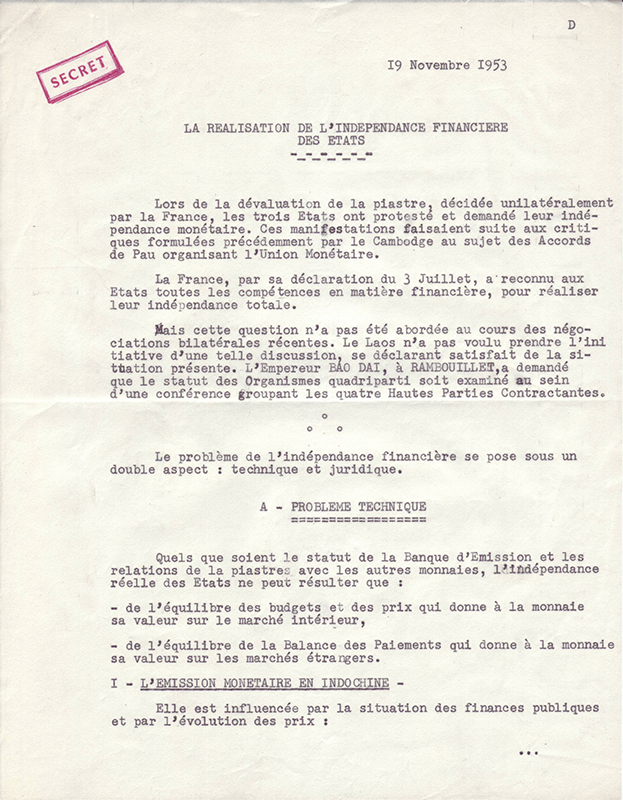 D
SECRET
19 Novembre 1953
LA REALISATION DE L'INDEPENDANCE FINANCIERE
DES ETATS
Lors de la dévaluation de la piastre, décidée unilatéralement
par la France, les trois Etats ont protesté et demandé leur indé-
pendance monétaire. Ces manifestations faisaient suite aux criti-
ques formulées précédemment par le Cambodge au sujet des Accords
de Pau organisant l'Union Monétaire.
La France, par sa déclaration du 3 Juillet, a reconnu aux
Etats toutes les compétences en matière financière, pour réaliser
leur indépendance totale.
Mais cette question n'a pas été abordée au cours des négo-
ciations bilatérales récentes. Le Laos n'a pas voulu prendre l'ini
tiative d'une telle discussion, se déclarant satisfait de la si-
tuation présente. L'Empereur BAO DAI, à RAMBOUILLET,a demandé
que le statut des Organismes quadriparti soit examiné au sein
d'une conférence groupant les quatre Hautes Parties Contractantes.
Le problème de l'indépendance financière se pose sous un
double aspect : technique et juridique.
A - PROBLEME TECHNIQUE
Quels que soient le statut de la Banque d'Emission et les
relations de la piastres avec les autres monnaies, l'indépendance
réelle des Etats ne peut résulter que :
- de l'équilibre des budgets et des prix qui donne à la monnaie
sa valeur sur le marché intérieur,
- de l'équilibre de la Balance des Paiements qui donne à la monnaie
sa valeur sur les marchés étrangers.
I - L'EMISSION MONETAIRE EN INDOCHINE -
Elle est influencée par la situation des finances publiques
et par l'évolution des prix :
...